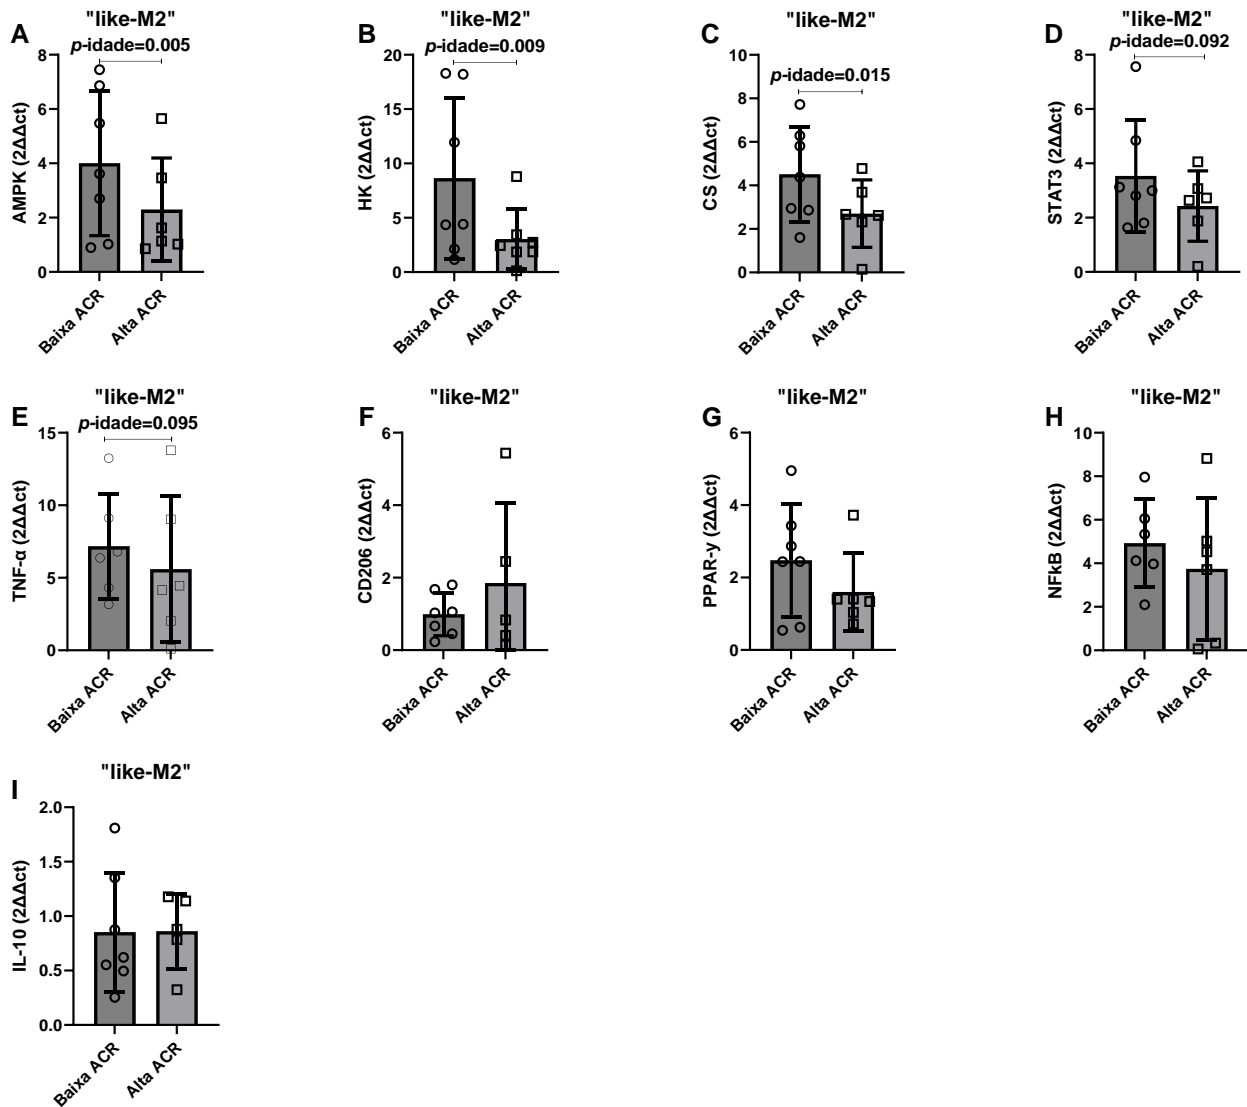 A
"like-M2"
p-idade=0.005
AMPK (2ΔΔct)
8
6
4
2
0
Baixa ACR
Alta ACR
B
"like-M2"
p-idade=0.009
HK (2ΔΔct)
20
15
10
5
0
Baixa ACR
Alta ACR
C
"like-M2"
p-idade=0.015
CS (2ΔΔct)
10
8
6
4
2
0
Baixa ACR
Alta ACR
D
"like-M2"
p-idade=0.092
STAT3 (2ΔΔct)
8
6
4
2
0
Baixa ACR
Alta ACR
E
"like-M2"
p-idade=0.095
TNF-α (2ΔΔct)
15
10
5
0
Baixa ACR
Alta ACR
F
"like-M2"
CD206 (2ΔΔct)
6
4
2
0
Baixa ACR
Alta ACR
G
"like-M2"
PPAR-y (2ΔΔct)
6
4
2
0
Baixa ACR
Alta ACR
H
"like-M2"
NFkB (2ΔΔct)
10
8
6
4
2
0
Baixa ACR
Alta ACR
I
"like-M2"
IL-10 (2ΔΔct)
2.0
1.5
1.0
0.5
0.0
Baixa ACR
Alta ACR